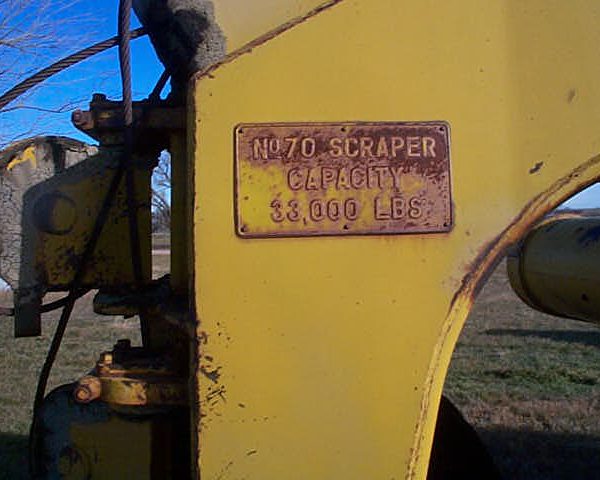 No 70 SCRAPER
CAPACITY
33,000 LBS